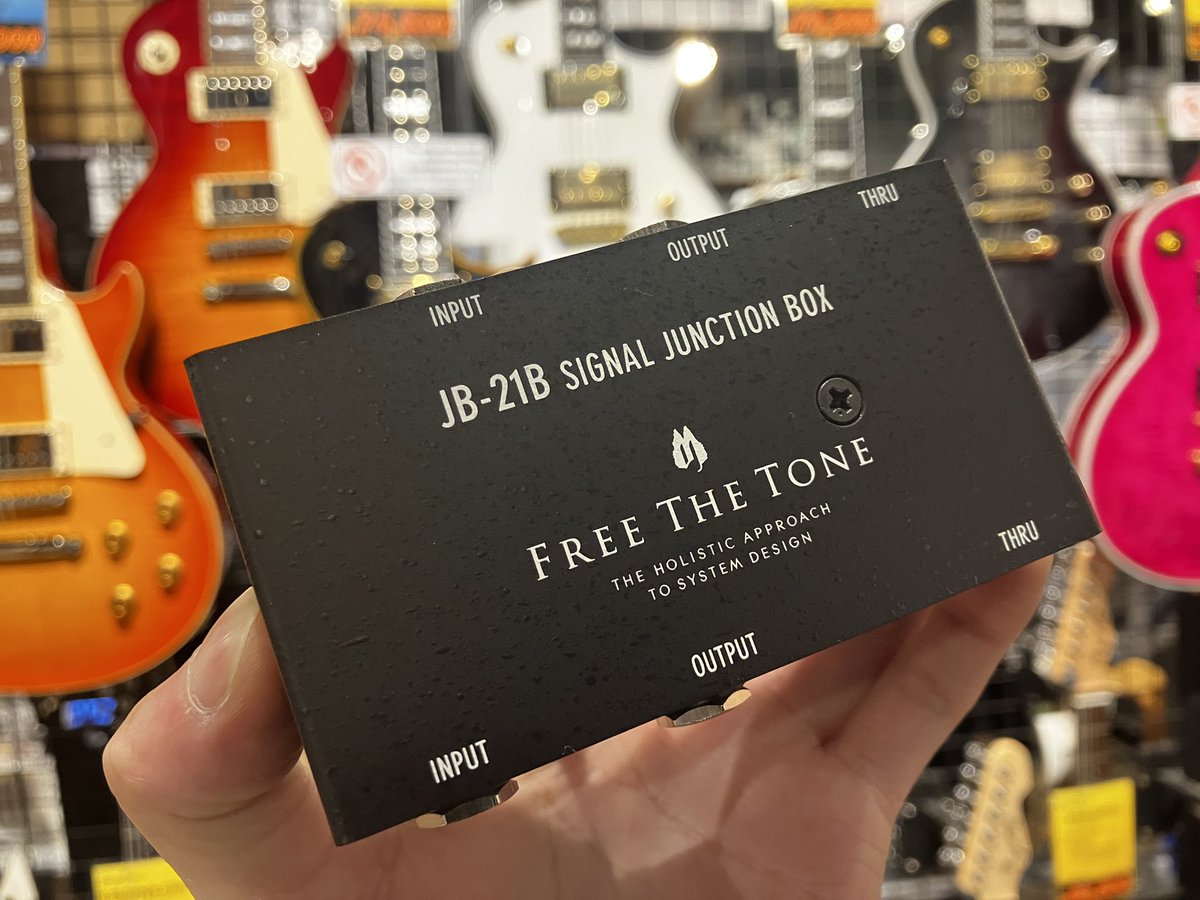 THRU
OUTPUT
INPUT
JB-21B SIGNAL JUNCTION BOX
FREE THE TONE
THE HOLISTIC APPROACH
TO SYSTEM DESIGN
THRU
OUTPUT
INPUT